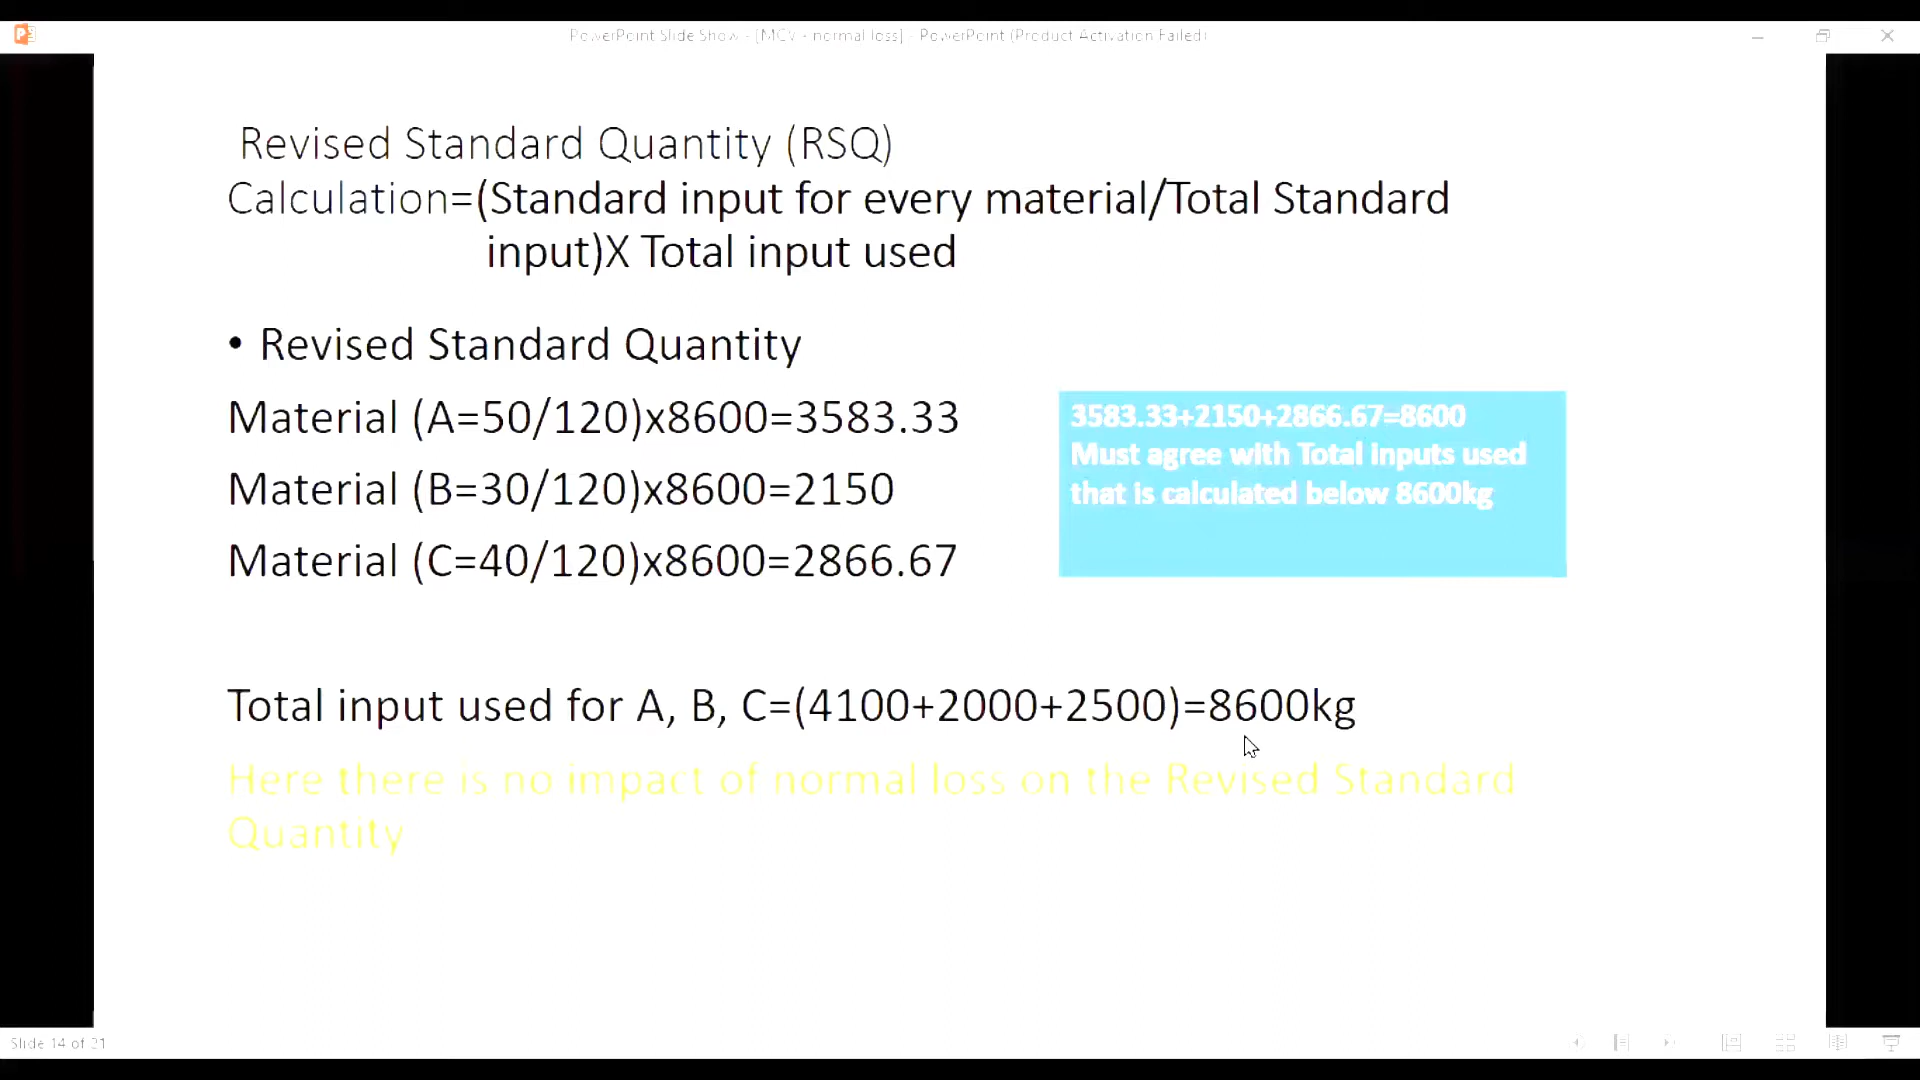 PowerPoint Slide Show - [MCV - normal loss] - PowerPoint (Product Activation Failed)
Revised Standard Quantity (RSQ)
Calculation=(Standard input for every material/Total Standard
input)X Total input used
• Revised Standard Quantity
Material (A=50/120)x8600=3583.33
Material (B=30/120)x8600=2150
Material (C=40/120)x8600=2866.67
3583.33+2150+2866.67=8600
Must agree with Total inputs used
that is calculated below 8600kg
Total input used for A, B, C=(4100+2000+2500)=8600kg
Here there is no impact of normal loss on the Revised Standard
Quantity
Slide 14 of 21